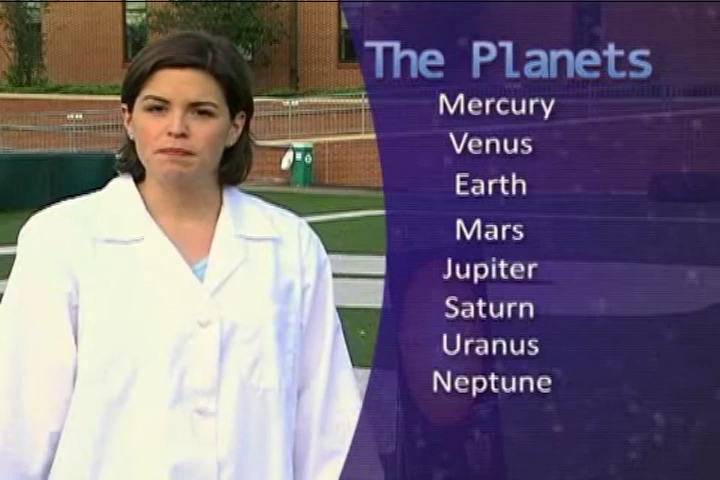 The Planets
Mercury
Venus
Earth
Mars
Jupiter
Saturn
Uranus
Neptune